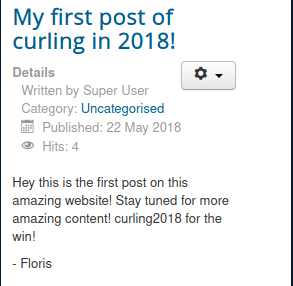 My first post of
curling in 2018!
Details
Written by Super User
Category: Uncategorised
Published: 22 May 2018
Hits: 4
Hey this is the first post on this
amazing website! Stay tuned for more
amazing content! curling2018 for the
win!
- Floris